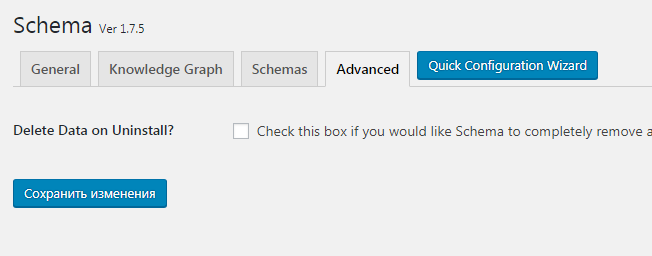 Schema Ver 1.7.5
General Knowledge Graph Schemas Advanced Quick Configuration Wizard
Delete Data on Uninstall? Check this box if you would like Schema to completely remove a
Сохранить изменения